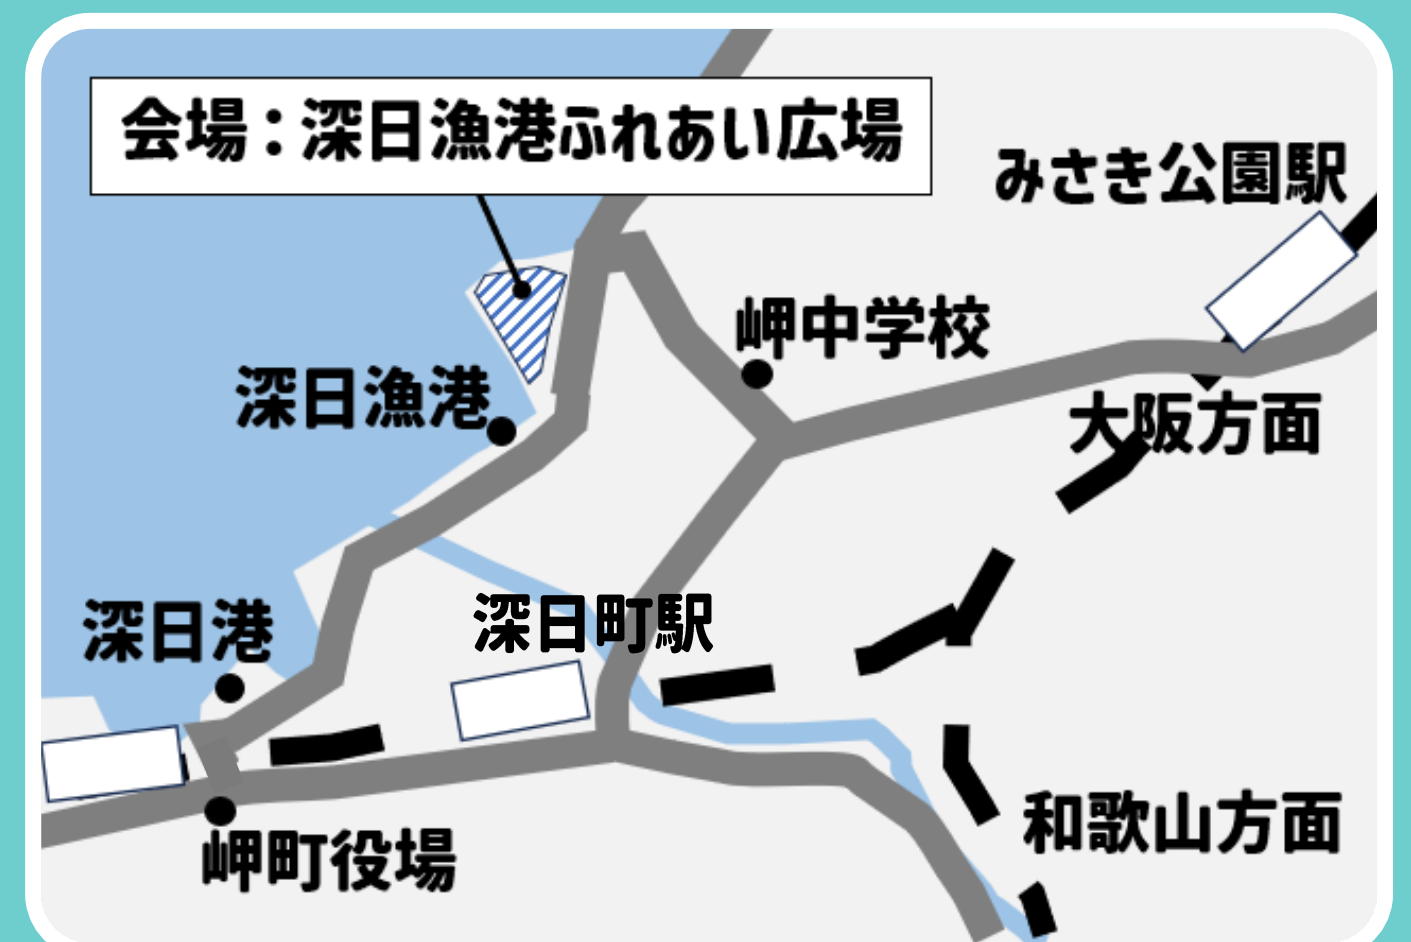 会場：深日漁港ふれあい広場
みさき公園駅
岬中学校
深日漁港
大阪方面
深日港
深日町駅
和歌山方面
岬町役場